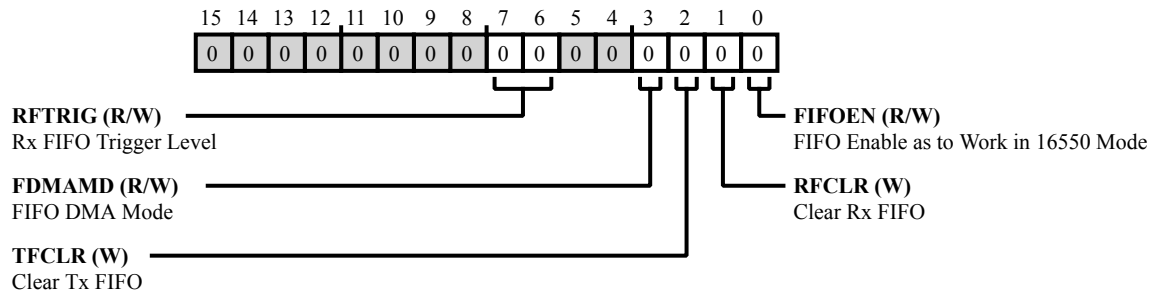 15 14 13 12 11 10 9 8 7 6 5 4 3 2 1 0
0 0 0 0 0 0 0 0 0 0 0 0 0 0 0 0
RFTRIG (R/W)
Rx FIFO Trigger Level
FDMAMD (R/W)
FIFO DMA Mode
TFCLR (W)
Clear Tx FIFO
FIFOEN (R/W)
FIFO Enable as to Work in 16550 Mode
RFCLR (W)
Clear Rx FIFO